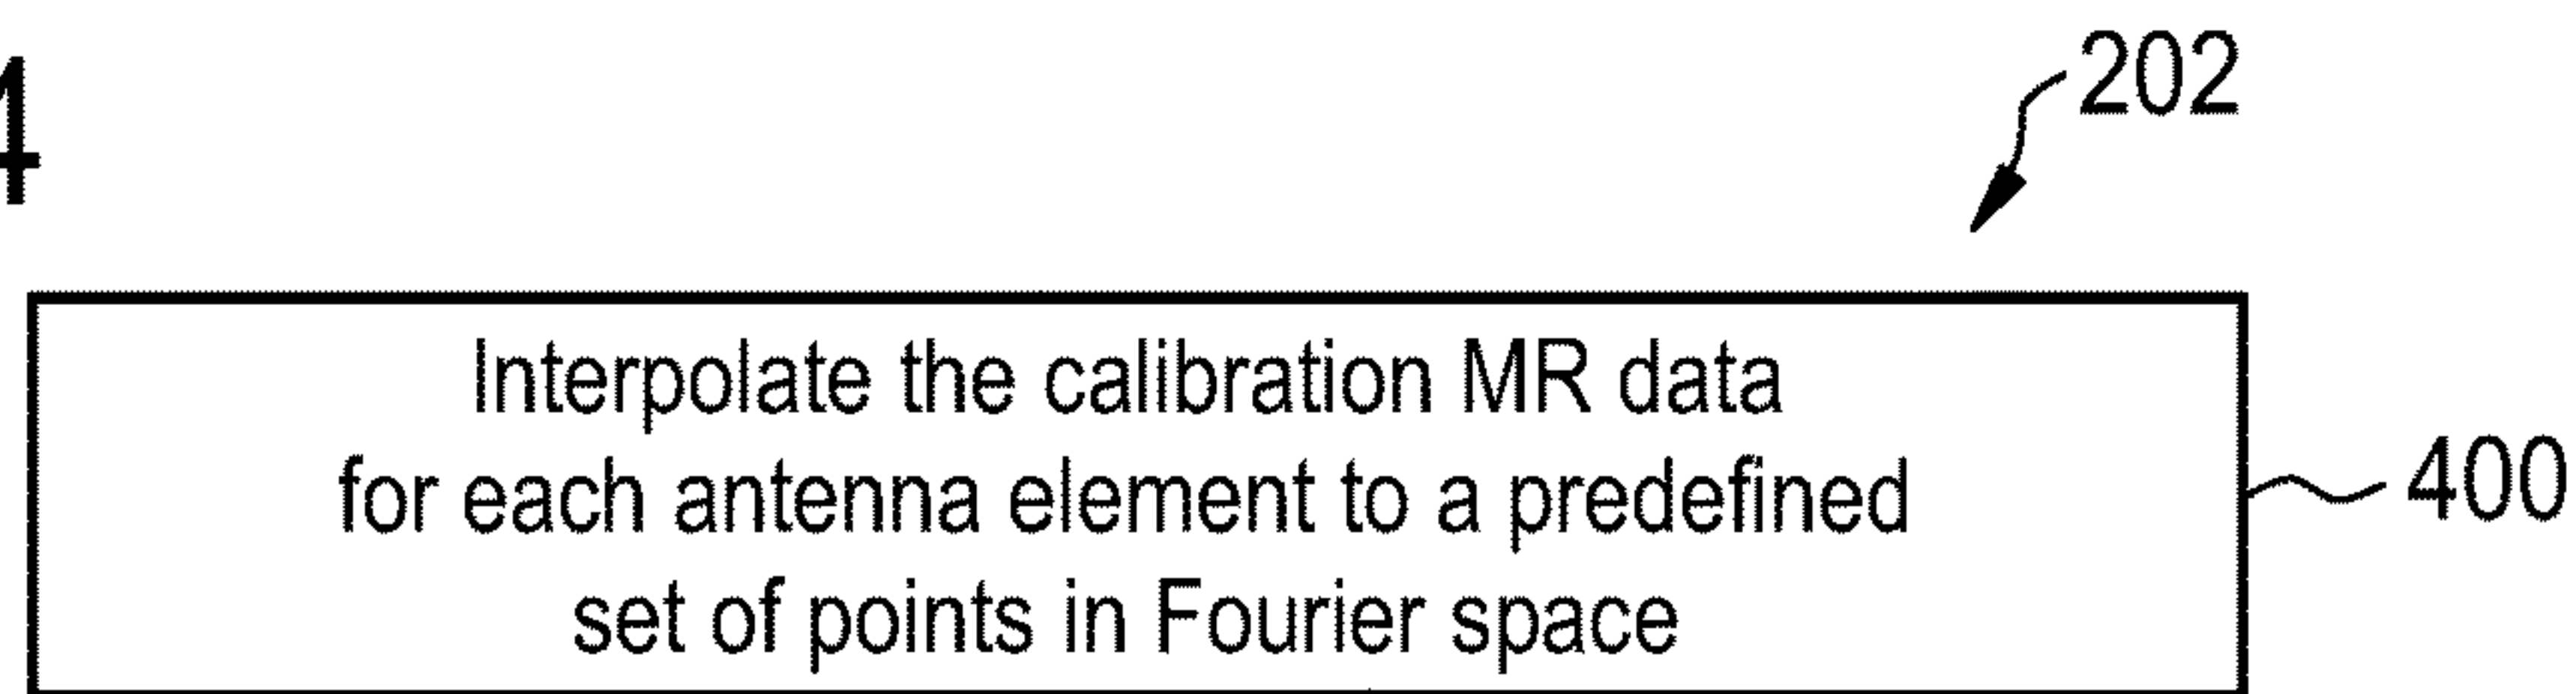 4
202
Interpolate the calibration MR data
for each antenna element to a predefined
set of points in Fourier space
400